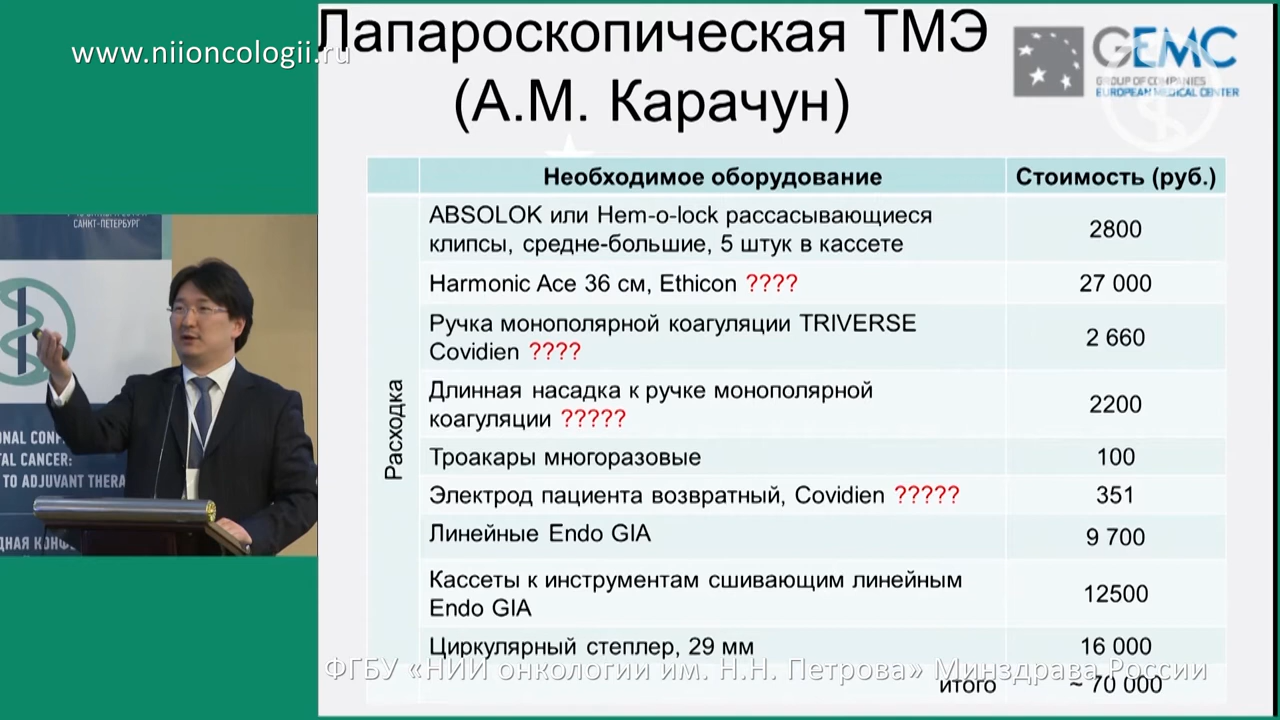 www.niioncologii.ru
Лапароскопическая ТМЭ
(А.М. Карачун)
GEMC
GROUP OF COMPANIES
EUROPEAN MEDICAL CENTER
Необходимое оборудование Стоимость (руб.)
Расходка
ABSOLOK или Hem-o-lock рассасывающиеся
клипсы, средне-большие, 5 штук в кассете 2800
Harmonic Ace 36 см, Ethicon ???? 27 000
Ручка монополярной коагуляции TRIVERSE
Covidien ???? 2 660
Длинная насадка к ручке монополярной
коагуляции ????? 2200
Троакары многоразовые 100
Электрод пациента возвратный, Covidien ????? 351
Линейные Endo GIA 9 700
Кассеты к инструментам сшивающим линейным
Endo GIA 12500
Циркулярный степлер, 29 мм 16 000
итого ~ 70 000
ФГБУ «НИИ онкологии им. Н.Н. Петрова» Минздрава России
САНКТ-ПЕТЕРБУРГ
ONAL CONF
TAL CANCER:
TO ADJUVANT THERA
ДНАЯ КОНФ